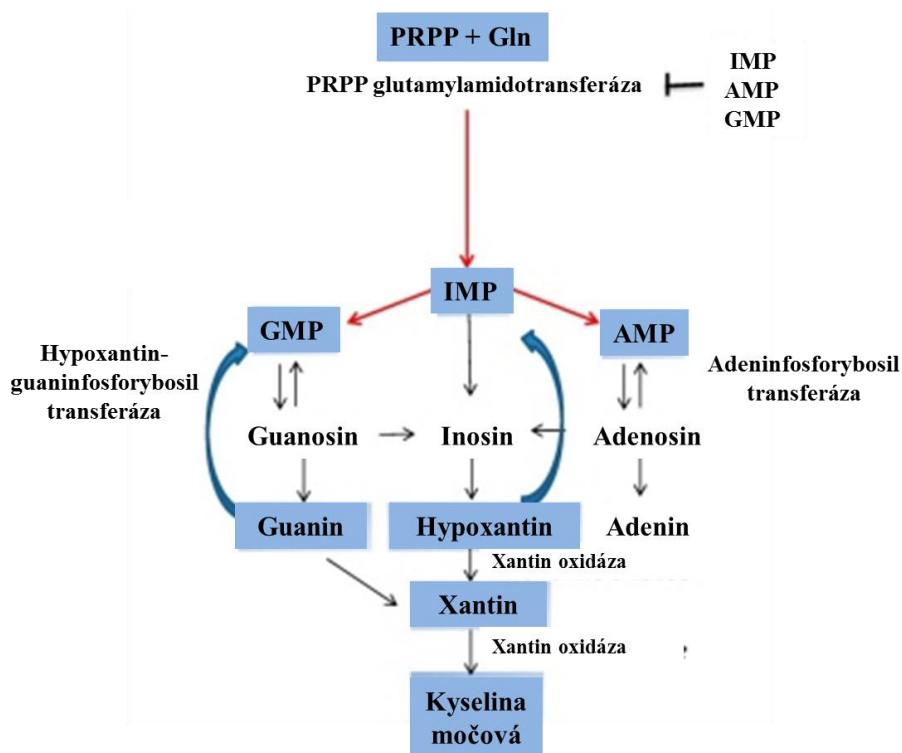 PRPP + Gln
PRPP glutamylamidotransferáza
IMP
AMP
GMP
IMP
GMP
AMP
Hypoxantin-
guaninfosforybosil
transferáza
Adeninfosforybosil
transferáza
Guanosin
Inosin
Adenosin
Guanin
Hypoxantin
Adenin
Xantin oxidáza
Xantin
Xantin oxidáza
Kyselina
močová